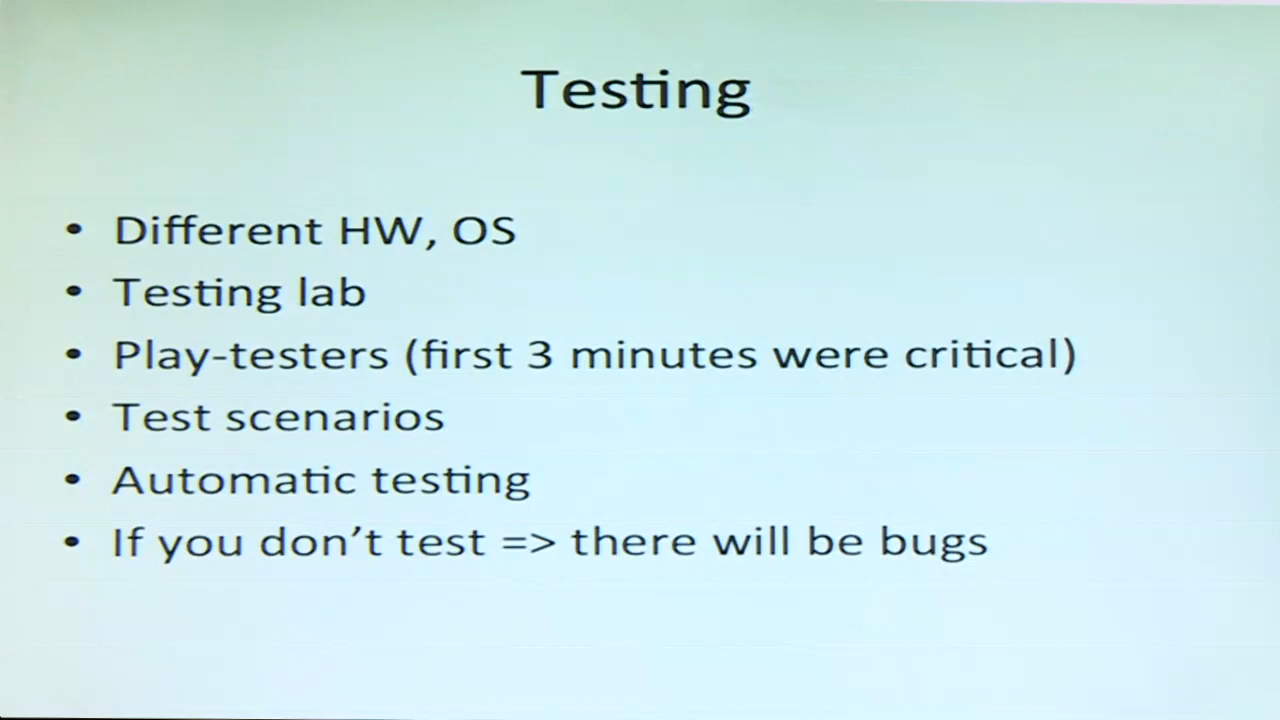 Testing
• Different HW, OS
• Testing lab
• Play-testers (first 3 minutes were critical)
• Test scenarios
• Automatic testing
• If you don't test => there will be bugs